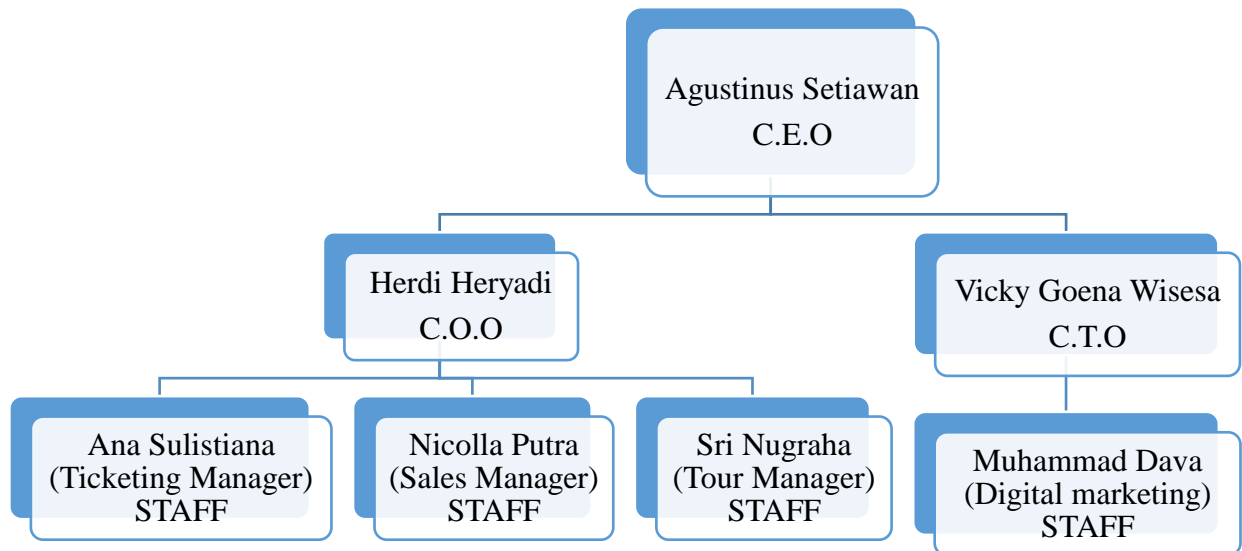 Agustinus Setiawan
C.E.O
Herdi Heryadi
C.O.O
Vicky Goena Wisesa
C.T.O
Ana Sulistiana
(Ticketing Manager)
STAFF
Nicolla Putra
(Sales Manager)
STAFF
Sri Nugraha
(Tour Manager)
STAFF
Muhammad Dava
(Digital marketing)
STAFF